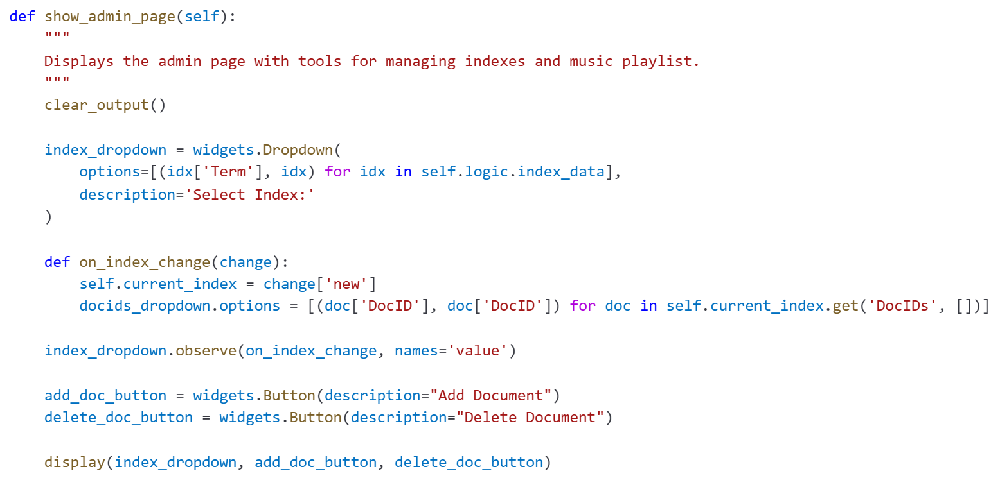 def show_admin_page(self):
    """
    Displays the admin page with tools for managing indexes and music playlist.
    """
    clear_output()

    index_dropdown = widgets.Dropdown(
        options=[(idx['Term'], idx) for idx in self.logic.index_data],
        description='Select Index:'
    )

    def on_index_change(change):
        self.current_index = change['new']
        docids_dropdown.options = [(doc['DocID'], doc['DocID']) for doc in self.current_index.get('DocIDs', [])]

    index_dropdown.observe(on_index_change, names='value')

    add_doc_button = widgets.Button(description="Add Document")
    delete_doc_button = widgets.Button(description="Delete Document")

    display(index_dropdown, add_doc_button, delete_doc_button)